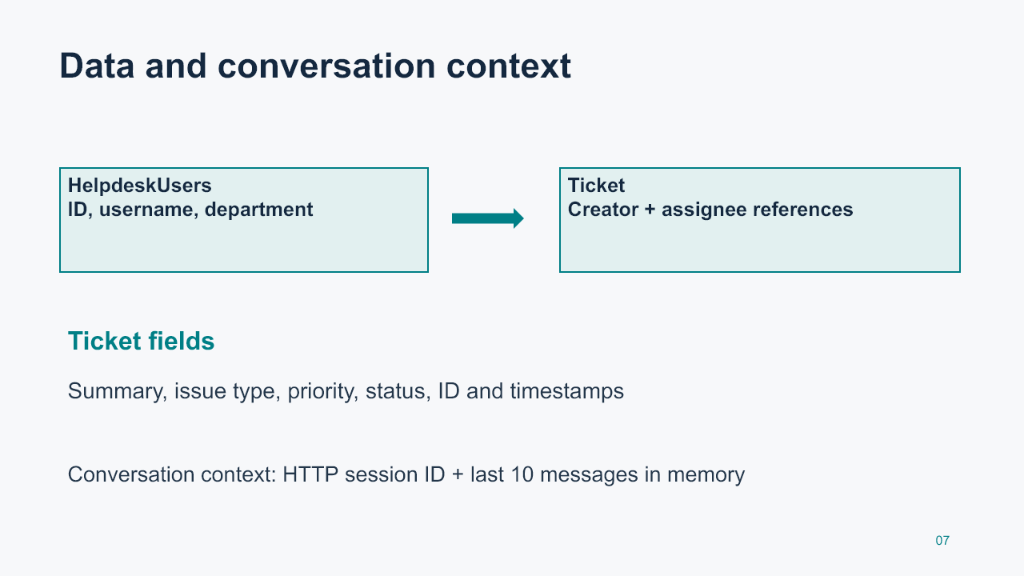 Data and conversation context
HelpdeskUsers
ID, username, department
Ticket
Creator + assignee references
Ticket fields
Summary, issue type, priority, status, ID and timestamps
Conversation context: HTTP session ID + last 10 messages in memory
07